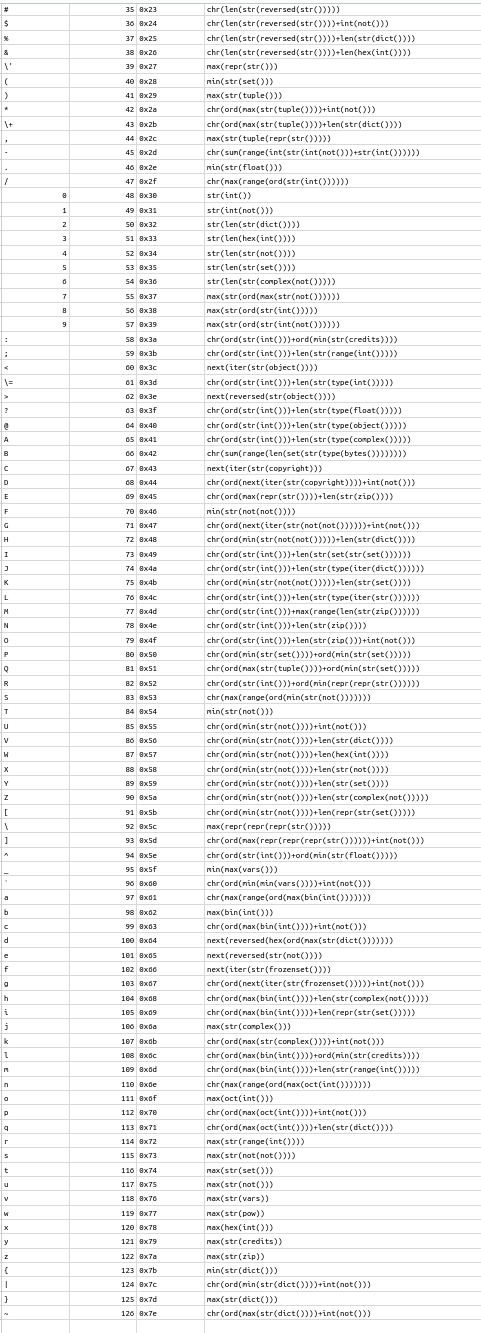 # 35 0x23 chr(len(str(reversed(str()))))
$ 36 0x24 chr(len(str(reversed(str())))+int(not()))
% 37 0x25 chr(len(str(reversed(str())))+len(str(dict())))
& 38 0x26 chr(len(str(reversed(str())))+len(hex(int())))
\' 39 0x27 max(repr(str()))
( 40 0x28 min(str(set()))
) 41 0x29 max(str(tuple()))
* 42 0x2a chr(ord(max(str(tuple())))+int(not()))
\+ 43 0x2b chr(ord(max(str(tuple())))+len(str(dict())))
, 44 0x2c max(str(tuple(repr(str()))))
- 45 0x2d chr(sum(range(int(str(int(not()))+str(int())))))
. 46 0x2e min(str(float()))
/ 47 0x2f chr(max(range(ord(str(int())))))
0 48 0x30 str(int())
1 49 0x31 str(int(not()))
2 50 0x32 str(len(str(dict())))
3 51 0x33 str(len(hex(int())))
4 52 0x34 str(len(str(not())))
5 53 0x35 str(len(str(set())))
6 54 0x36 str(len(str(complex(not()))))
7 55 0x37 max(str(ord(max(str(not())))))
8 56 0x38 max(str(ord(str(int()))))
9 57 0x39 max(str(ord(str(int(not())))))
: 58 0x3a chr(ord(str(int()))+ord(min(str(credits))))
; 59 0x3b chr(ord(str(int()))+len(str(range(int()))))
< 60 0x3c next(iter(str(object())))
\= 61 0x3d chr(ord(str(int()))+len(str(type(int()))))
> 62 0x3e next(reversed(str(object())))
? 63 0x3f chr(ord(str(int()))+len(str(type(float()))))
@ 64 0x40 chr(ord(str(int()))+len(str(type(object()))))
A 65 0x41 chr(ord(str(int()))+len(str(type(complex()))))
B 66 0x42 chr(sum(range(len(set(str(type(bytes())))))))
C 67 0x43 next(iter(str(copyright)))
D 68 0x44 chr(ord(next(iter(str(copyright))))+int(not()))
E 69 0x45 chr(ord(max(repr(str())))+len(str(zip())))
F 70 0x46 min(str(not(not())))
G 71 0x47 chr(ord(next(iter(str(not(not())))))+int(not()))
H 72 0x48 chr(ord(min(str(not(not()))))+len(str(dict())))
I 73 0x49 chr(ord(str(int()))+len(str(set(str(set())))))
J 74 0x4a chr(ord(str(int()))+len(str(type(iter(dict())))))
K 75 0x4b chr(ord(min(str(not(not()))))+len(str(set())))
L 76 0x4c chr(ord(str(int()))+len(str(type(iter(str())))))
M 77 0x4d chr(ord(str(int()))+max(range(len(str(zip())))))
N 78 0x4e chr(ord(str(int()))+len(str(zip())))
O 79 0x4f chr(ord(str(int()))+len(str(zip()))+int(not()))
P 80 0x50 chr(ord(min(str(set())))+ord(min(str(set()))))
Q 81 0x51 chr(ord(max(str(tuple())))+ord(min(str(set()))))
R 82 0x52 chr(ord(str(int()))+ord(min(repr(repr(str())))))
S 83 0x53 chr(max(range(ord(min(str(not()))))))
T 84 0x54 min(str(not()))
U 85 0x55 chr(ord(min(str(not())))+int(not()))
V 86 0x56 chr(ord(min(str(not())))+len(str(dict())))
W 87 0x57 chr(ord(min(str(not())))+len(hex(int())))
X 88 0x58 chr(ord(min(str(not())))+len(str(not())))
Y 89 0x59 chr(ord(min(str(not())))+len(str(set())))
Z 90 0x5a chr(ord(min(str(not())))+len(str(complex(not()))))
[ 91 0x5b chr(ord(min(str(not())))+len(repr(str(set()))))
\ 92 0x5c max(repr(repr(repr(str()))))
] 93 0x5d chr(ord(max(repr(repr(repr(str())))))+int(not()))
^ 94 0x5e chr(ord(str(int()))+ord(min(str(float()))))
_ 95 0x5f min(max(vars()))
` 96 0x60 chr(ord(min(min(vars())))+int(not()))
a 97 0x61 chr(max(range(ord(max(bin(int()))))))
b 98 0x62 max(bin(int()))
c 99 0x63 chr(ord(max(bin(int())))+int(not()))
d 100 0x64 next(reversed(hex(ord(max(str(dict()))))))
e 101 0x65 next(reversed(str(not())))
f 102 0x66 next(iter(str(frozenset())))
g 103 0x67 chr(ord(next(iter(str(frozenset()))))+int(not()))
h 104 0x68 chr(ord(max(bin(int())))+len(str(complex(not()))))
i 105 0x69 chr(ord(max(bin(int())))+len(repr(str(set()))))
j 106 0x6a max(str(complex()))
k 107 0x6b chr(ord(max(str(complex())))+int(not()))
l 108 0x6c chr(ord(max(bin(int())))+ord(min(str(credits))))
m 109 0x6d chr(ord(max(bin(int())))+len(str(range(int()))))
n 110 0x6e chr(max(range(ord(max(oct(int()))))))
o 111 0x6f max(oct(int()))
p 112 0x70 chr(ord(max(oct(int())))+int(not()))
q 113 0x71 chr(ord(max(oct(int())))+len(str(dict())))
r 114 0x72 max(str(range(int())))
s 115 0x73 max(str(not(not())))
t 116 0x74 max(str(set()))
u 117 0x75 max(str(not()))
v 118 0x76 max(str(vars))
w 119 0x77 max(str(pow))
x 120 0x78 max(hex(int()))
y 121 0x79 max(str(credits))
z 122 0x7a max(str(zip))
{ 123 0x7b min(str(dict()))
| 124 0x7c chr(ord(min(str(dict())))+int(not()))
} 125 0x7d max(str(dict()))
~ 126 0x7e chr(ord(max(str(dict())))+int(not()))